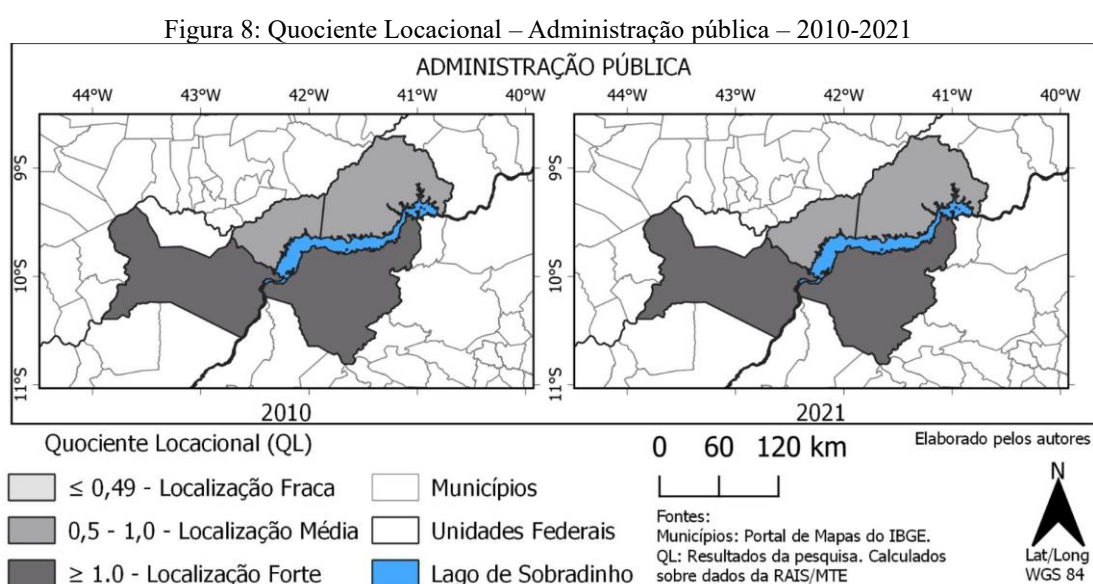 Figura 8: Quociente Locacional – Administração pública – 2010-2021
ADMINISTRAÇÃO PÚBLICA
44°W 43°W 42°W 41°W 40°W
44°W 43°W 42°W 41°W 40°W
9°S
10°S
11°S
9°S
10°S
11°S
2010
2021
Quociente Locacional (QL)
≤ 0,49 - Localização Fraca
0,5 - 1,0 - Localização Média
≥ 1.0 - Localização Forte
Municípios
Unidades Federais
Lago de Sobradinho
0 60 120 km
Fontes:
Municípios: Portal de Mapas do IBGE.
QL: Resultados da pesquisa. Calculados
sobre dados da RAIS/MTE
Elaborado pelos autores
N
Lat/Long
WGS 84